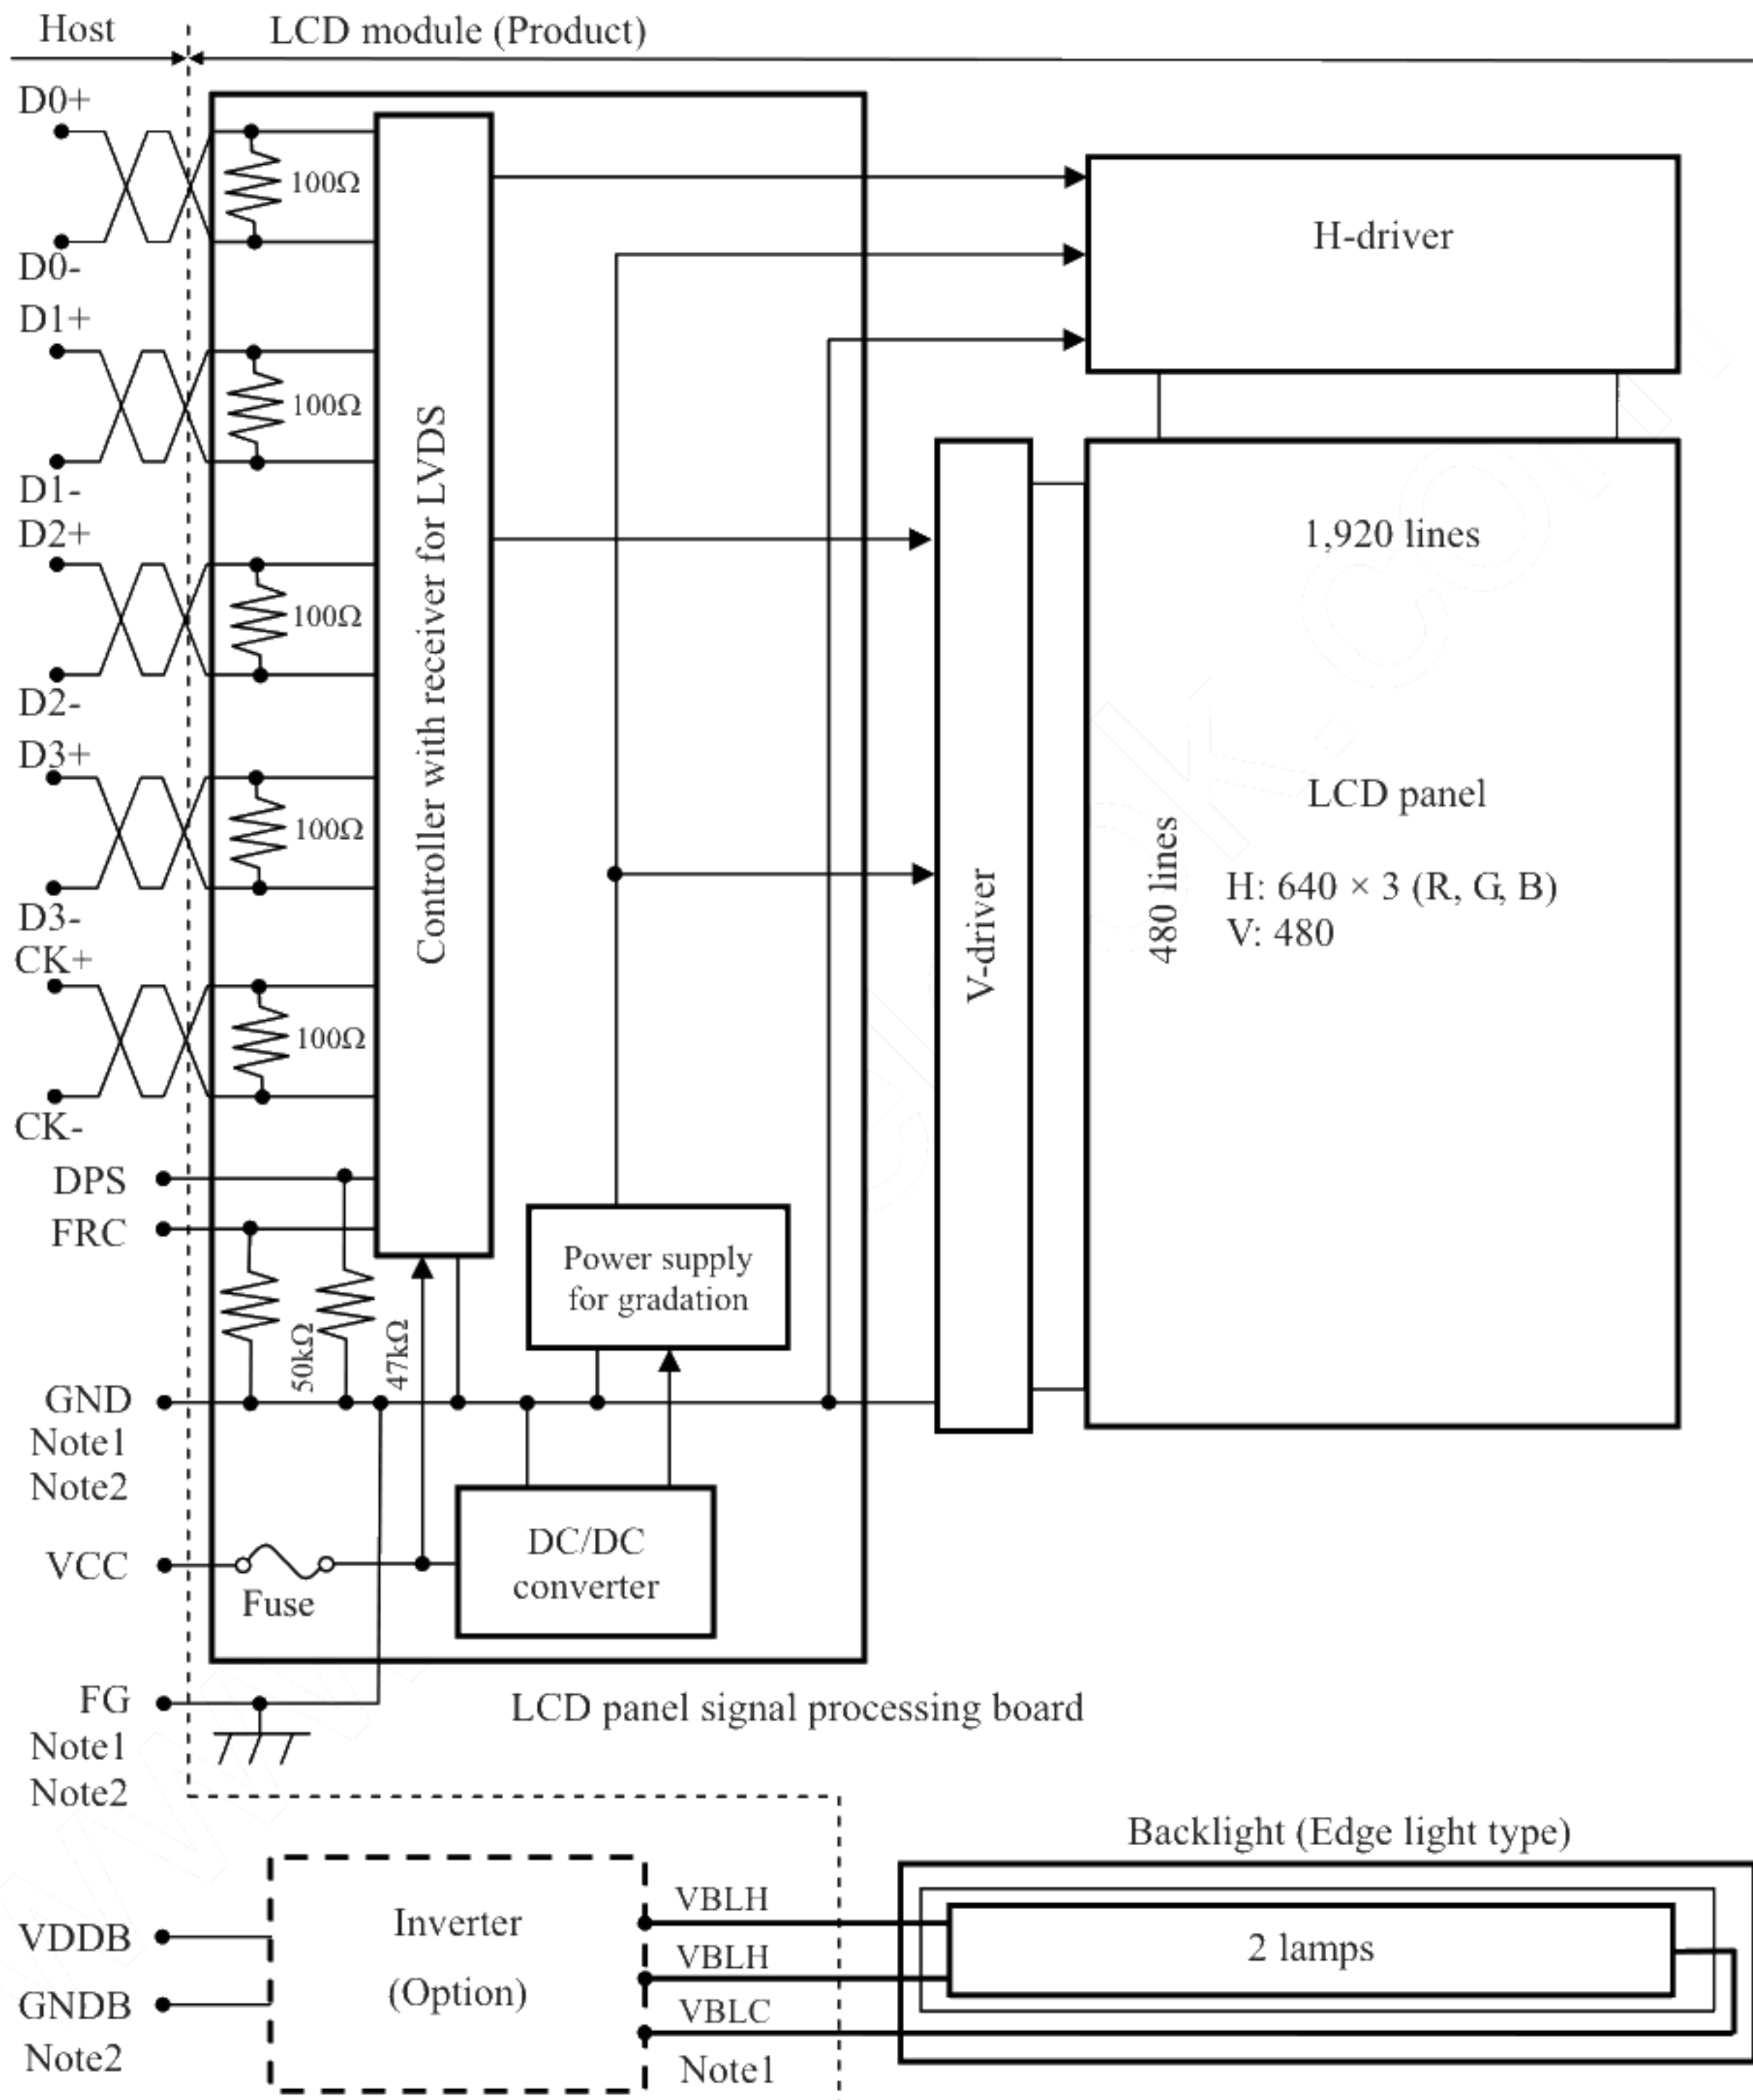 Host
LCD module (Product)
D0+
100Ω
D0-
H-driver
D1+
100Ω
D1-
D2+
100Ω
D2-
D3+
100Ω
D3-
CK+
100Ω
CK-
Controller with receiver for LVDS
1,920 lines
LCD panel
480 lines
H: 640 × 3 (R, G, B)
V: 480
V-driver
DPS
FRC
50kΩ
47kΩ
Power supply
for gradation
GND
Note1
Note2
VCC
Fuse
DC/DC
converter
FG
Note1
Note2
LCD panel signal processing board
Backlight (Edge light type)
VDDB
GNDB
Note2
Inverter
(Option)
VBLH
VBLH
VBLC
Note1
2 lamps